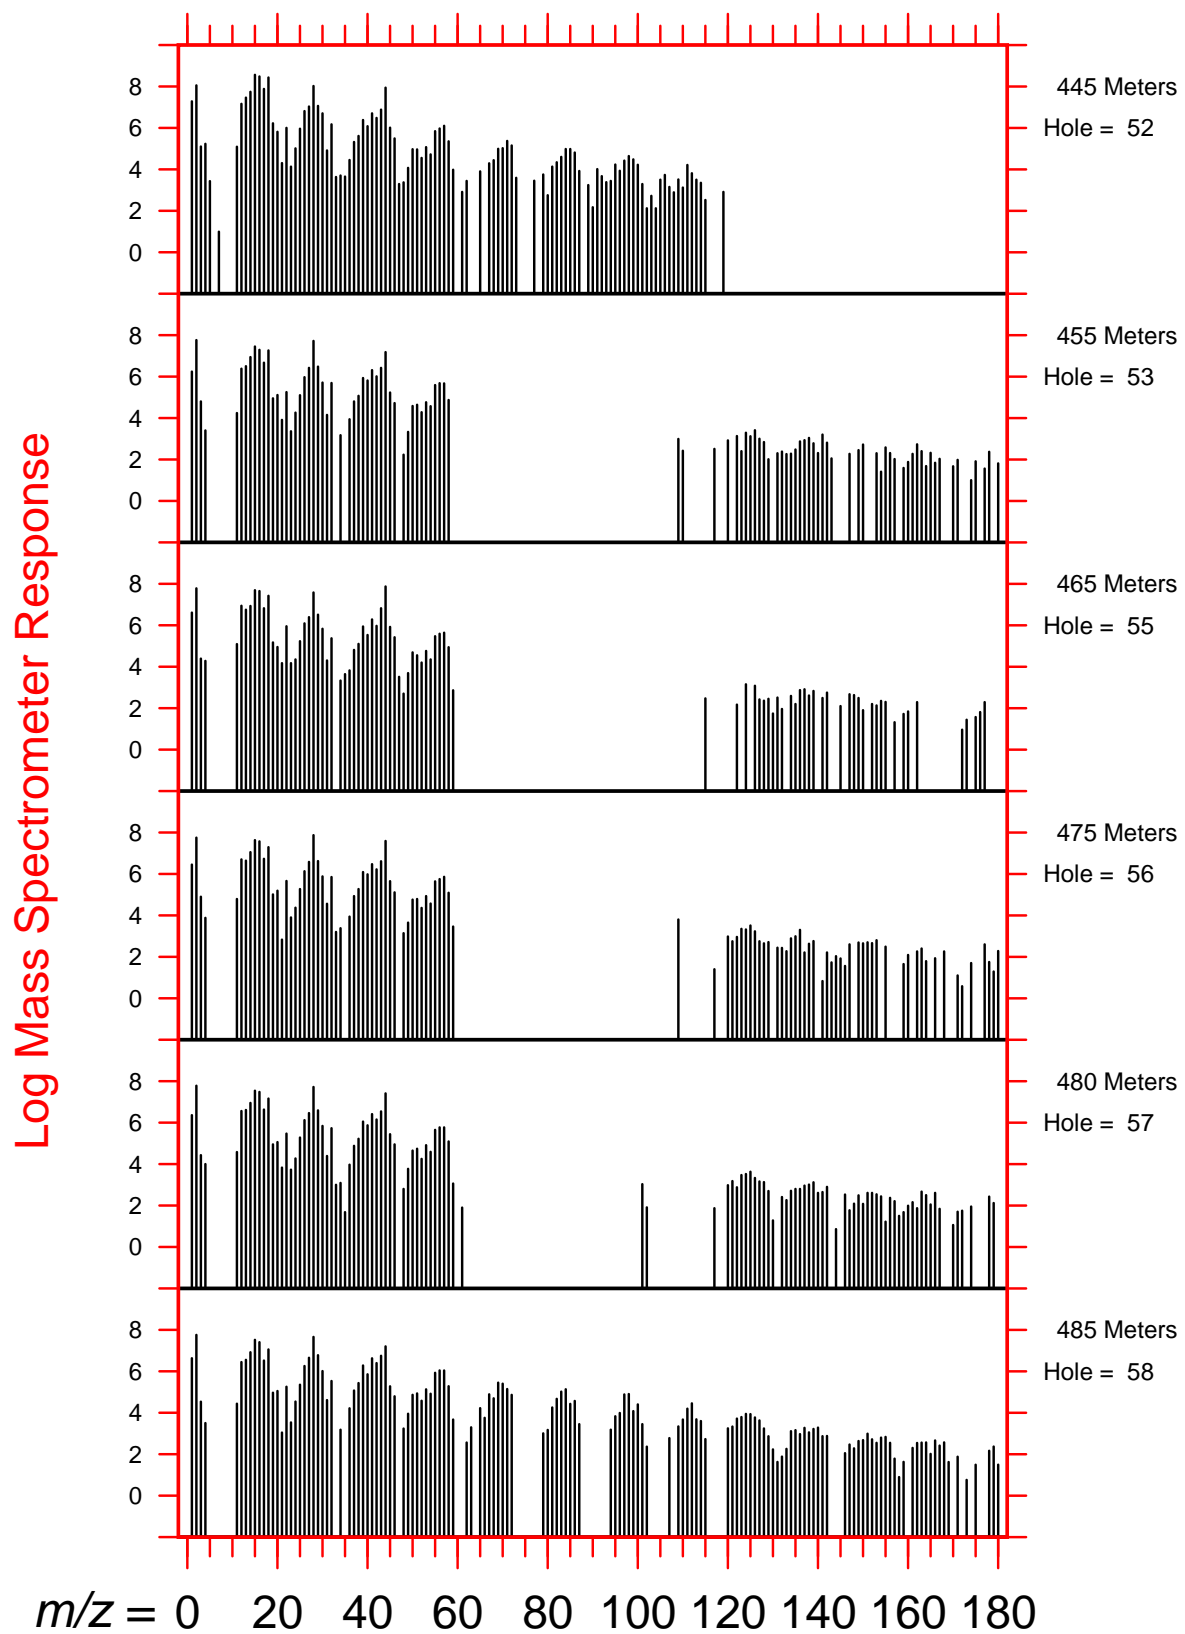 8
445 Meters
6
Hole = 52
4
2
0
8
455 Meters
6
Hole = 53
4
2
0
8
465 Meters
6
Hole = 55
4
2
0
8
475 Meters
6
Hole = 56
4
2
0
8
480 Meters
6
Hole = 57
4
2
0
8
485 Meters
6
Hole = 58
4
2
0
Log Mass Spectrometer Response
m/z = 0 20 40 60 80 100 120 140 160 180